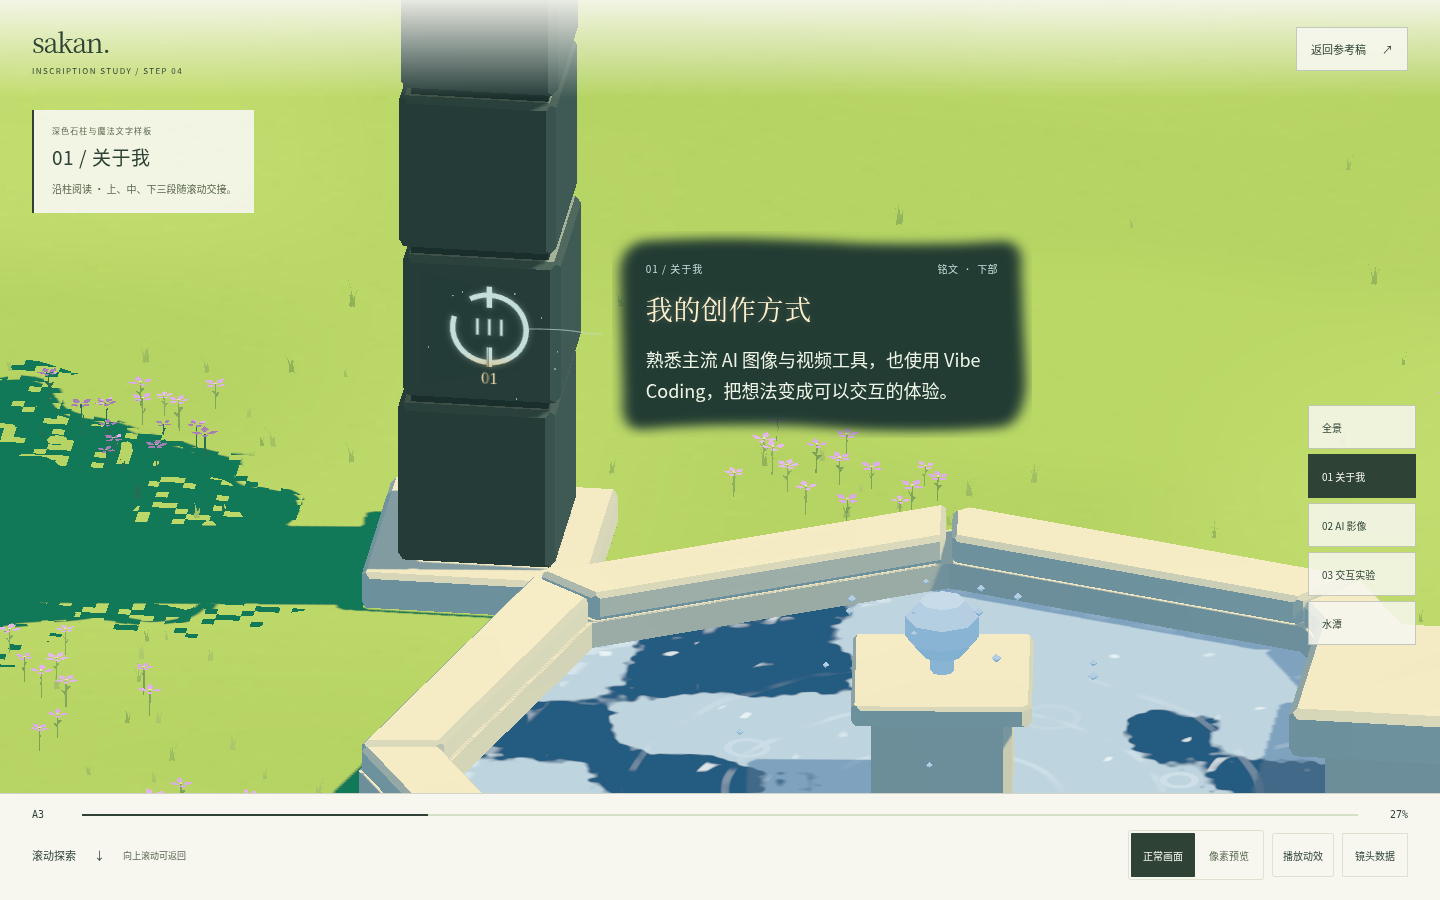 sakan.
INSCRIPTION STUDY / STEP 04
返回参考稿 ↗
深色石柱与魔法文字样板
01 / 关于我
沿柱阅读 · 上、中、下三段随滚动交接。
01 / 关于我
铭文 · 下部
我的创作方式
熟悉主流 AI 图像与视频工具，也使用 Vibe
Coding，把想法变成可以交互的体验。
01
全景
01 关于我
02 AI 影像
03 交互实验
水潭
A3
27%
滚动探索 ↓ 向上滚动可返回
正常画面
像素预览
播放动效
镜头数据